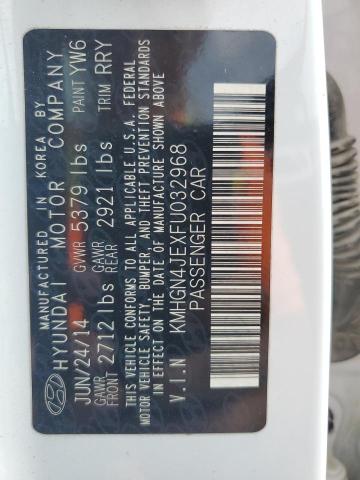 MANUFACTURED IN KOREA BY
HYUNDAI MOTOR COMPANY
JUN/24/14 GVWR 5379 lbs PAINT YW6
GAWR FRONT 2712 lbs GAWR REAR 2921 lbs TRIM RRY
THIS VEHICLE CONFORMS TO ALL APPLICABLE U.S.A. FEDERAL
MOTOR VEHICLE SAFETY, BUMPER, AND THEFT PREVENTION STANDARDS
IN EFFECT ON THE DATE OF MANUFACTURE SHOWN ABOVE
V.I.N KMHGN4JEXFU032968
PASSENGER CAR